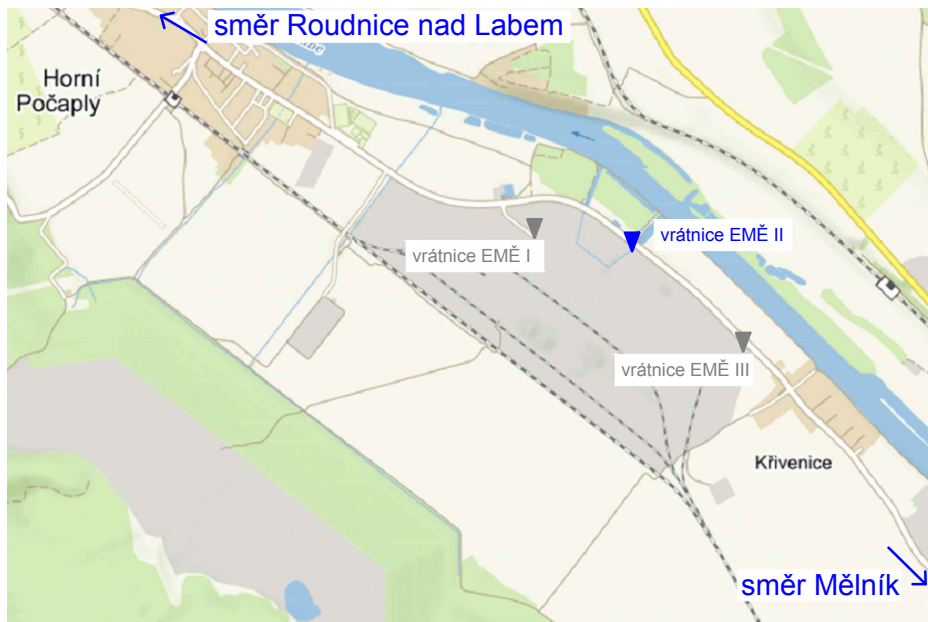 směr Roudnice nad Labem
Horní
Počaply
vrátnice EMĚ II
vrátnice EMĚ I
vrátnice EMĚ III
Křivenice
směr Mělník